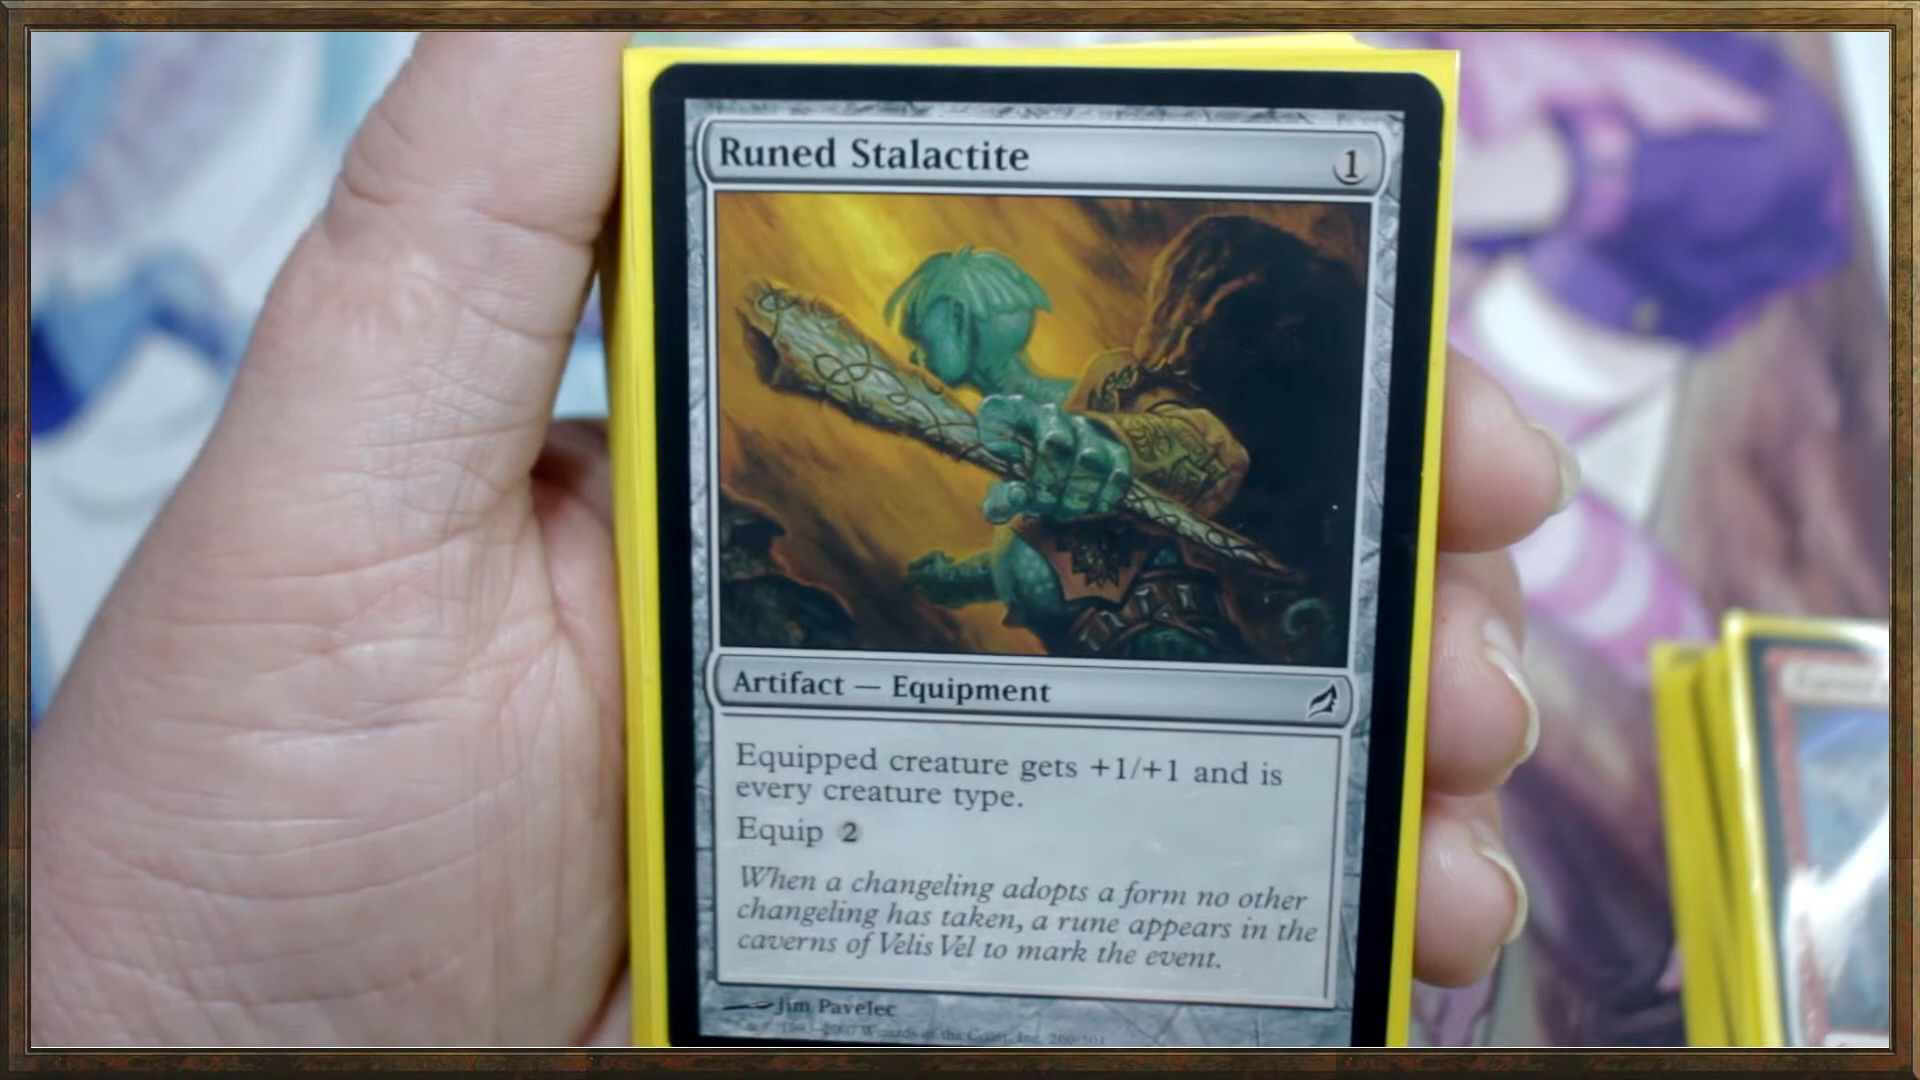 Runed Stalactite 1
Artifact — Equipment
Equipped creature gets +1/+1 and is
every creature type.
Equip 2
When a changeling adopts a form no other
changeling has taken, a rune appears in the
caverns of Velis Vel to mark the event.
Jim Pavelec